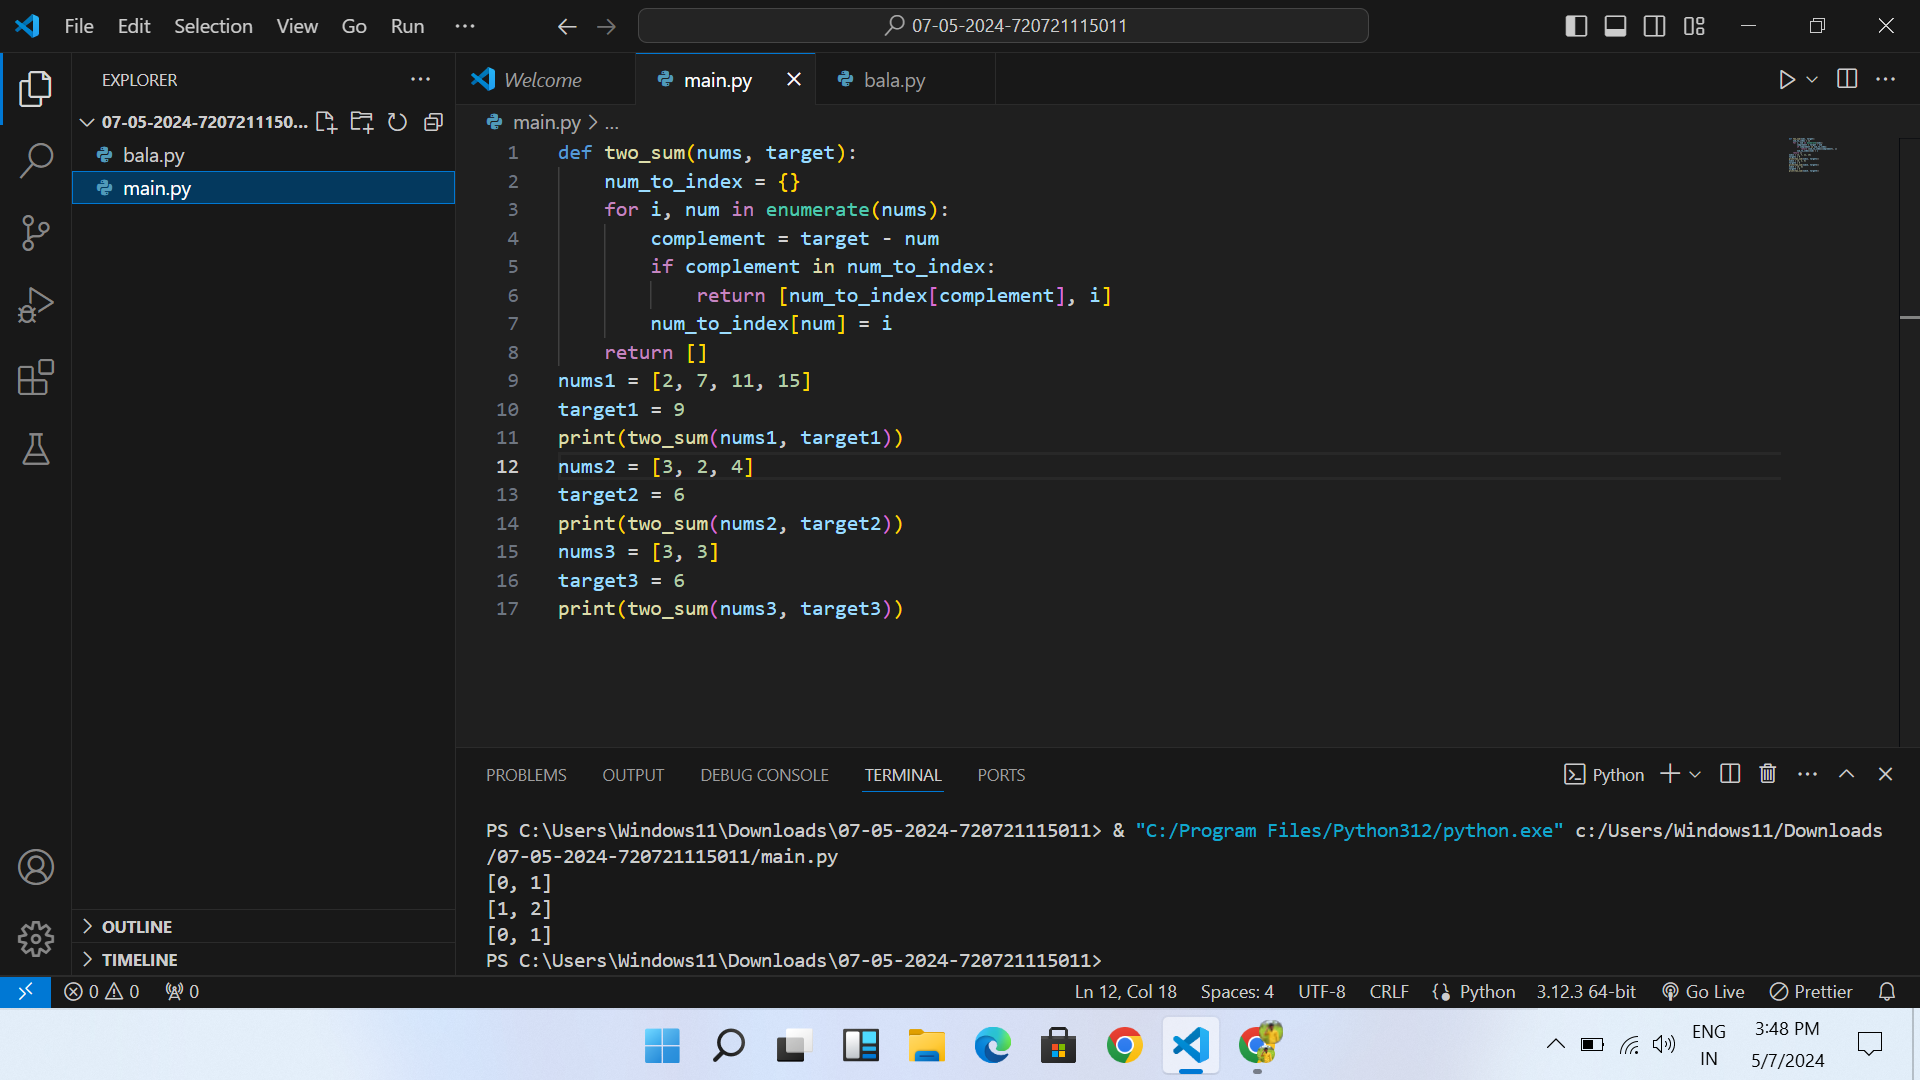 File Edit Selection View Go Run ···
07-05-2024-720721115011
EXPLORER ···
Welcome
main.py
bala.py
07-05-2024-7207211150...
bala.py
main.py
main.py > ...
1 def two_sum(nums, target):
2     num_to_index = {}
3     for i, num in enumerate(nums):
4         complement = target - num
5         if complement in num_to_index:
6             return [num_to_index[complement], i]
7         num_to_index[num] = i
8     return []
9 nums1 = [2, 7, 11, 15]
10 target1 = 9
11 print(two_sum(nums1, target1))
12 nums2 = [3, 2, 4]
13 target2 = 6
14 print(two_sum(nums2, target2))
15 nums3 = [3, 3]
16 target3 = 6
17 print(two_sum(nums3, target3))
PROBLEMS OUTPUT DEBUG CONSOLE TERMINAL PORTS
Python
PS C:\Users\Windows11\Downloads\07-05-2024-720721115011> & "C:/Program Files/Python312/python.exe" c:/Users/Windows11/Downloads
/07-05-2024-720721115011/main.py
[0, 1]
[1, 2]
[0, 1]
PS C:\Users\Windows11\Downloads\07-05-2024-720721115011>
OUTLINE
TIMELINE
0 0 0
Ln 12, Col 18 Spaces: 4 UTF-8 CRLF Python 3.12.3 64-bit Go Live Prettier
ENG
IN
3:48 PM
5/7/2024